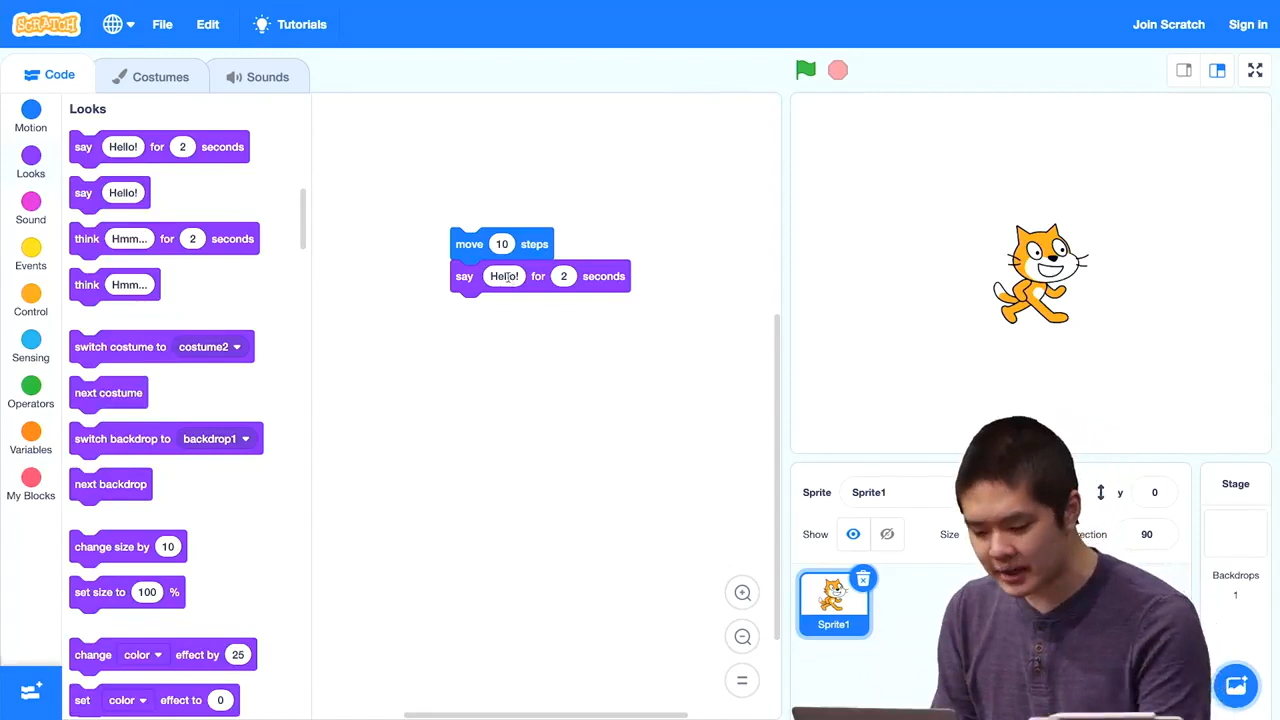 SCRATCH File Edit Tutorials Join Scratch Sign in
Code Costumes Sounds
Motion
Looks
Sound
Events
Control
Sensing
Operators
Variables
My Blocks
Looks
say Hello! for 2 seconds
say Hello!
think Hmm... for 2 seconds
think Hmm...
switch costume to costume2
next costume
switch backdrop to backdrop1
next backdrop
change size by 10
set size to 100 %
change color effect by 25
set color effect to 0
move 10 steps
say Hello! for 2 seconds
Sprite Sprite1 y 0
Show Size 90
Sprite1
Stage
Backdrops
1